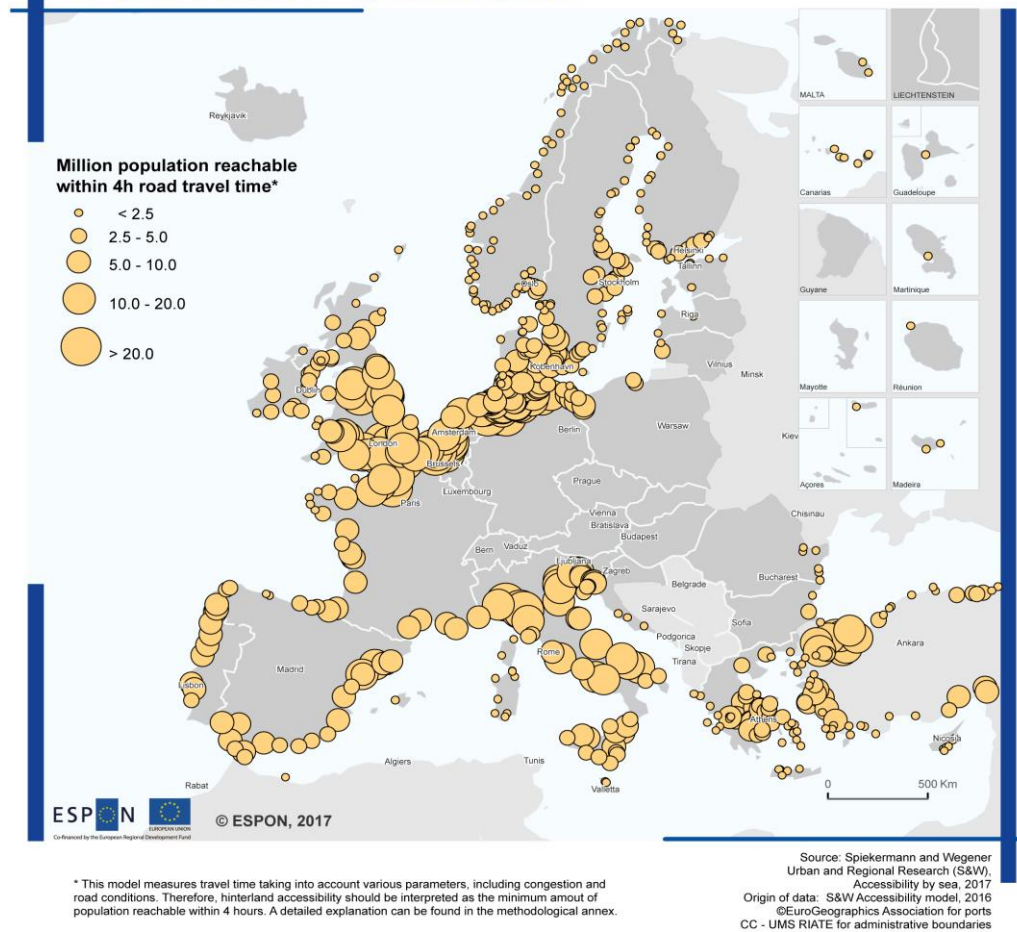 MALTA
LIECHTENSTEIN
Reykjavik
Million population reachable
within 4h road travel time*
< 2.5
2.5 - 5.0
5.0 - 10.0
10.0 - 20.0
> 20.0
Canarias
Guadeloupe
Guyane
Martinique
Mayotte
Réunion
Açores
Madeira
Helsinki
Tallinn
Oslo
Stockholm
Riga
Vilnius
Minsk
Kobenhavn
Dublin
Amsterdam
Berlin
Warsaw
Kiev
London
Brussels
Luxembourg
Paris
Prague
Vienna
Bratislava
Budapest
Chisinau
Bern
Vaduz
Ljubljana
Zagreb
Belgrade
Bucharest
Sarajevo
Sofia
Podgorica
Skopje
Tirana
Rome
Ankara
Madrid
Lisbon
Athens
Nicosia
Algiers
Tunis
Rabat
Valletta
0 500 Km
ESPON
EUROPEAN UNION
Co-financed by the European Regional Development Fund
© ESPON, 2017
* This model measures travel time taking into account various parameters, including congestion and
road conditions. Therefore, hinterland accessibility should be interpreted as the minimum amout of
population reachable within 4 hours. A detailed explanation can be found in the methodological annex.
Source: Spiekermann and Wegener
Urban and Regional Research (S&W),
Accessibility by sea, 2017
Origin of data: S&W Accessibility model, 2016
©EuroGeographics Association for ports
CC - UMS RIATE for administrative boundaries